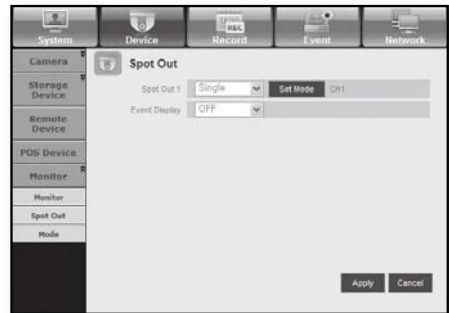 System Device Record Event Network
REC
Camera
Storage Device
Remote Device
POS Device
Monitor
Monitor
Spot Out
Mode
Spot Out
Spot Out 1 Single Set Mode CH1
Event Display OFF
Apply Cancel